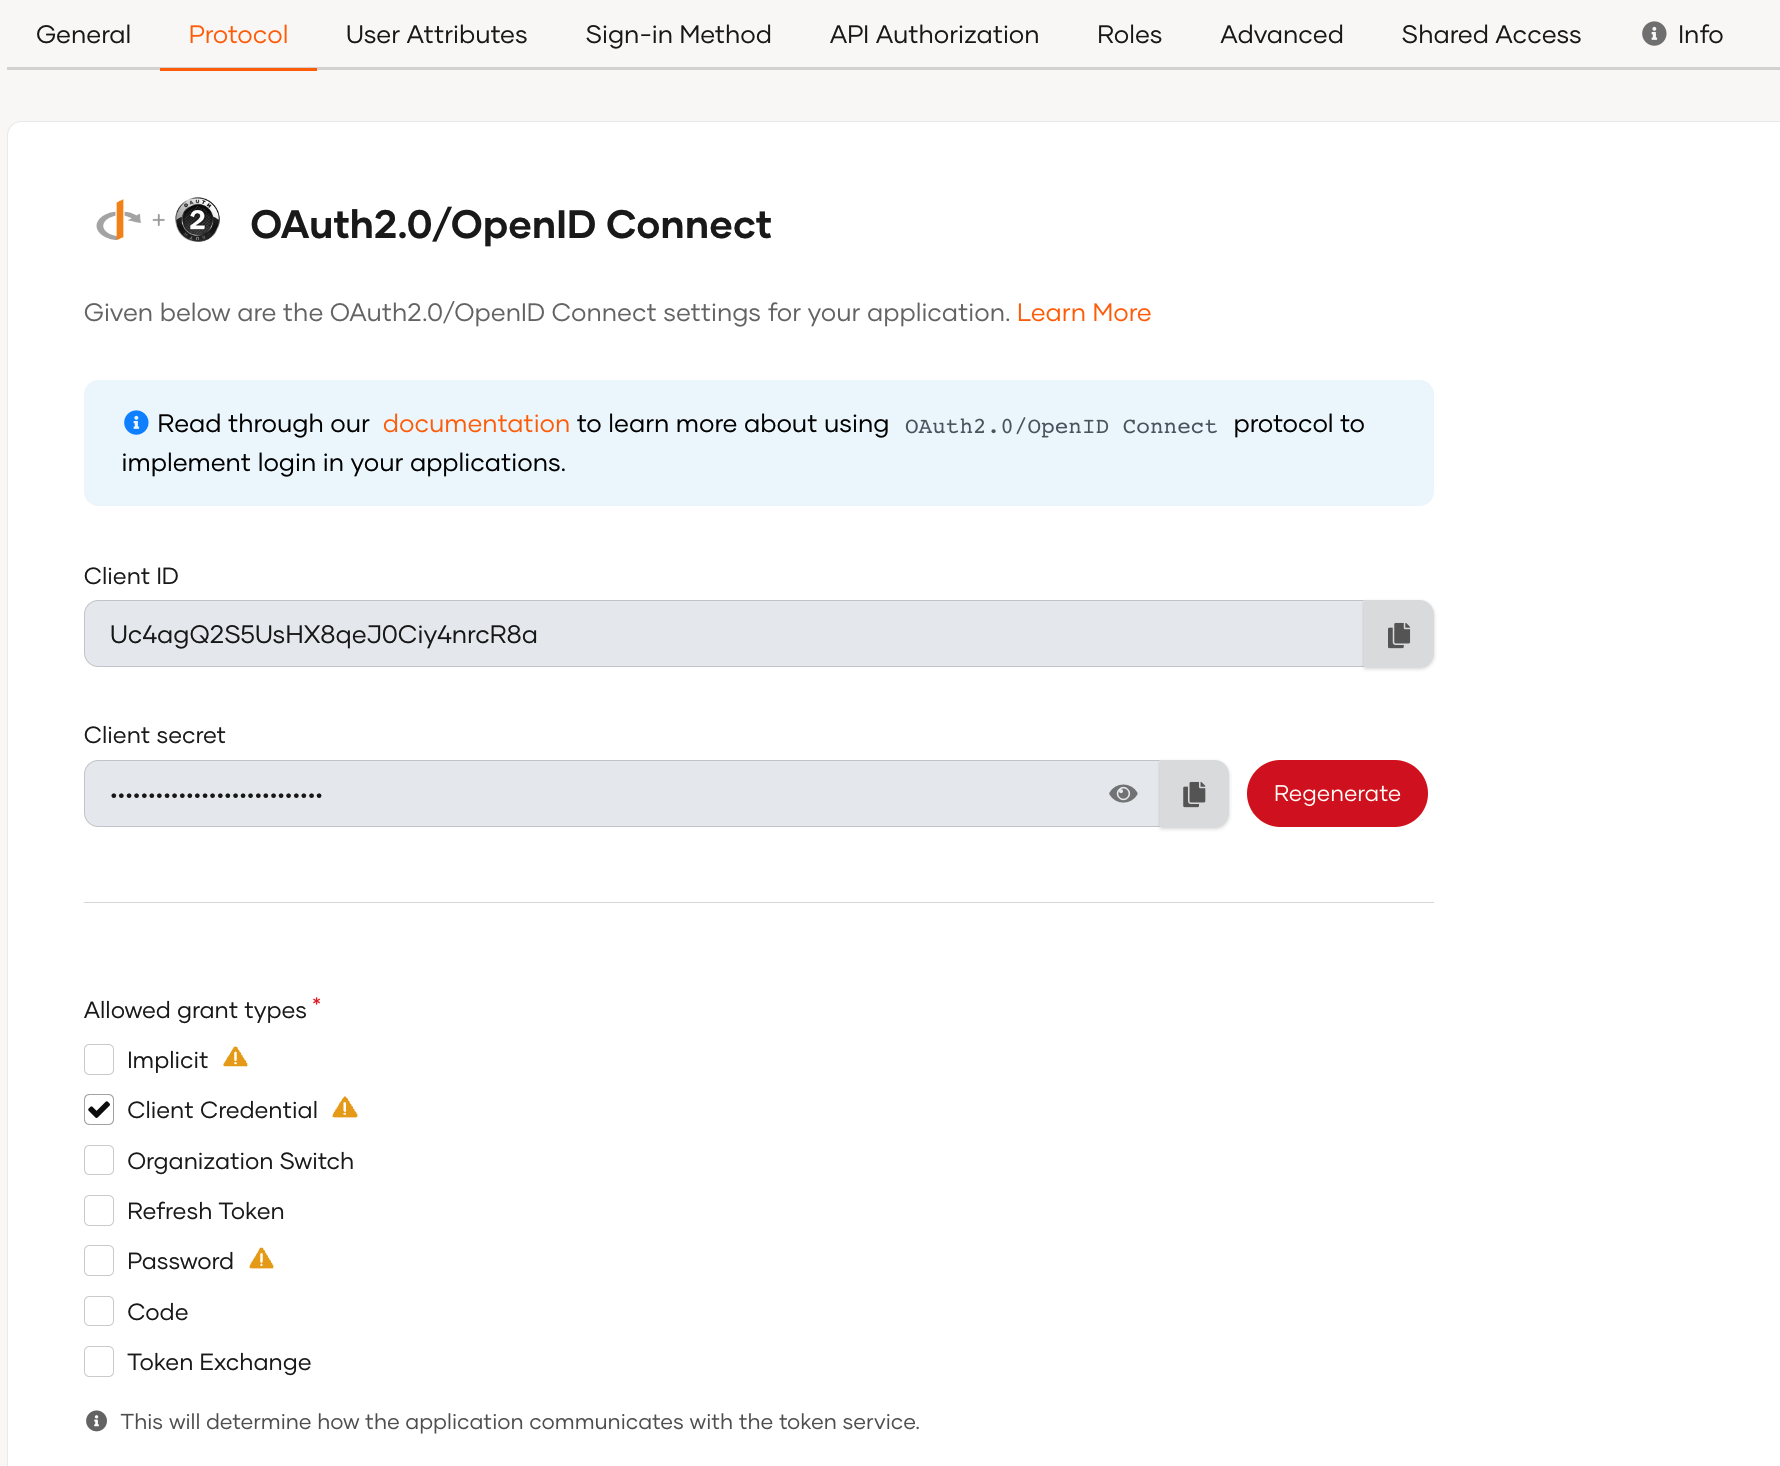 General Protocol User Attributes Sign-in Method API Authorization Roles Advanced Shared Access Info
OAuth2.0/OpenID Connect
Given below are the OAuth2.0/OpenID Connect settings for your application. Learn More
Read through our documentation to learn more about using OAuth2.0/OpenID Connect protocol to
implement login in your applications.
Client ID
Uc4agQ2S5UsHX8qeJ0Ciy4nrcR8a
Client secret
••••••••••••••••••••••••••••
Regenerate
Allowed grant types *
Implicit
Client Credential
Organization Switch
Refresh Token
Password
Code
Token Exchange
This will determine how the application communicates with the token service.